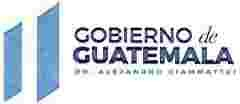 GOBIERNO de
GUATEMALA
DR. ALEJANDRO GIAMMATTEI